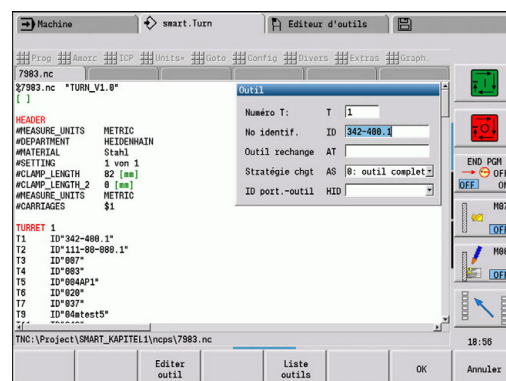 Machine
smart.Turn
Editeur d'outils
Prog Amorc ICP Units» Goto Config Divers Extras Graph.
7983.nc
%7983.nc "TURN_V1.0"
[ ]
HEADER
#MEASURE_UNITS METRIC
#DEPARTMENT HEIDENHAIN
#MATERIAL Stahl
#SETTING 1 von 1
#CLAMP_LENGTH 82 [mm]
#CLAMP_LENGTH_2 0 [mm]
#MEASURE_UNITS METRIC
#CARRIAGES $1
TURRET 1
T1 ID"342-400.1"
T2 ID"111-80-080.1"
T3 ID"007"
T4 ID"003"
T5 ID"004AP1"
T6 ID"020"
T7 ID"037"
T9 ID"04mtest5"
Outil
Numéro T: T 1
No identif. ID 342-400.1
Outil rechange AT
Stratégie chgt AS 0: outil complet
ID port.-outil HID
END PGM
OFF
OFF ON
M07
OFF
OFF
TNC:\Project\SMART_KAPITEL1\ncps\7983.nc
18:56
Editer outil
Liste outils
OK
Annuler